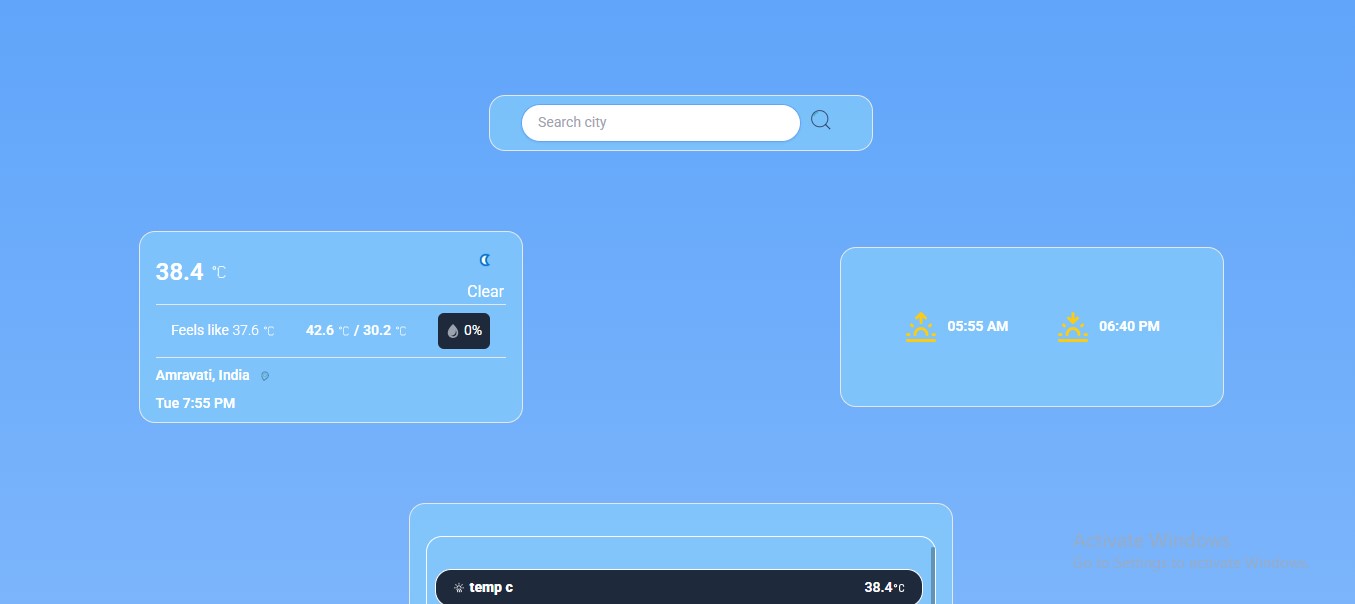 Search city
38.4 °C
Clear
Feels like 37.6 °C 42.6 °C / 30.2 °C 0%
Amravati, India
Tue 7:55 PM
05:55 AM 06:40 PM
Activate Windows
Go to Settings to activate Windows.
temp c 38.4°C